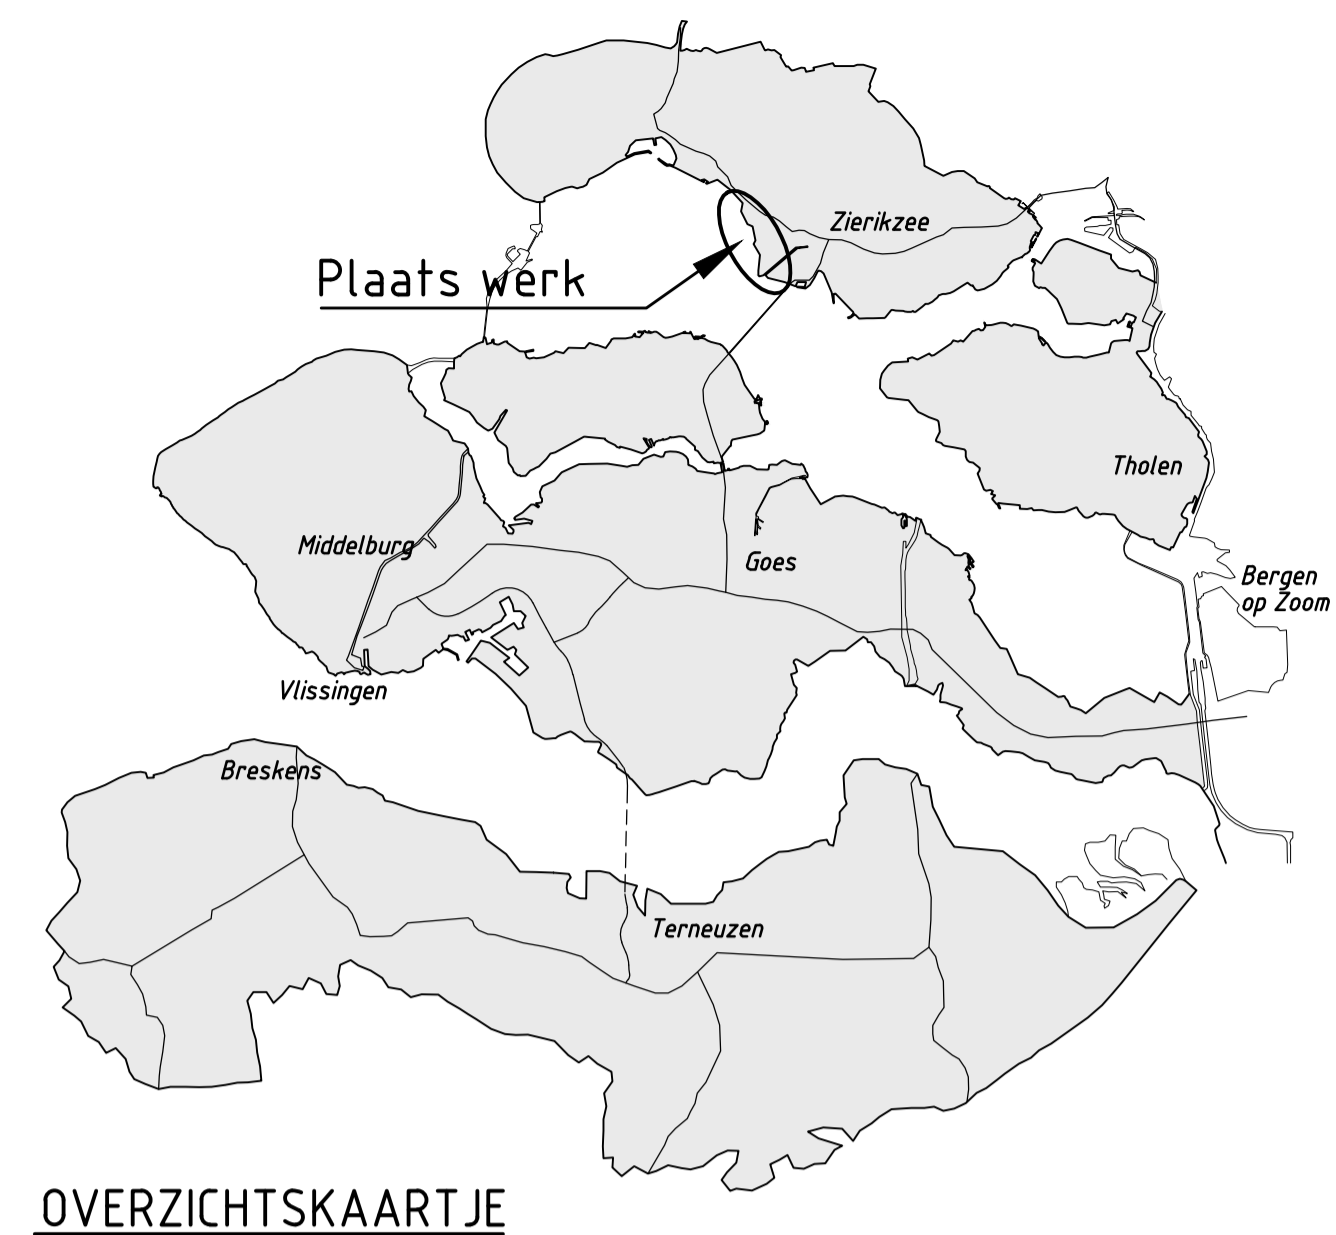 Zierikzee
Plaats werk
Tholen
Middelburg
Goes
Bergen
op Zoom
Vlissingen
Breskens
Terneuzen
OVERZICHTSKAARTJE